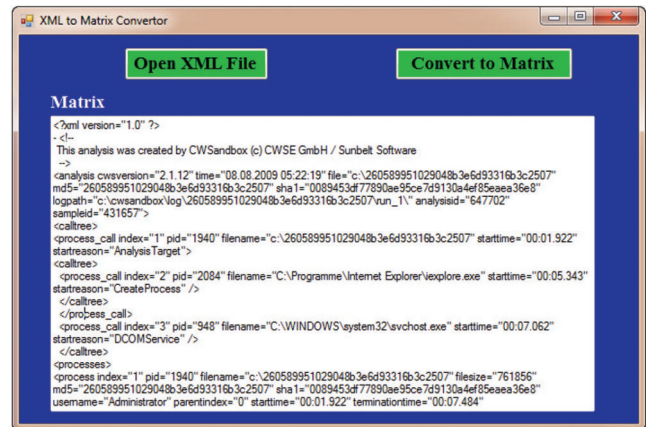 XML to Matrix Convertor
Open XML File
Convert to Matrix
Matrix
<?xml version="1.0" ?>
- <!--
This analysis was created by CWSandbox (c) CWSE GmbH / Sunbelt Software
-->
<analysis cwsversion="2.1.12" time="08.08.2009 05:22:19" file="c:\260589951029048b3e6d93316b3c2507"
md5="260589951029048b3e6d93316b3c2507" sha1="0089453df77890ae95ce7d9130a4ef85eaea36e8"
logpath="c:\cwsandbox\log\260589951029048b3e6d93316b3c2507\run_1\" analysisid="647702"
sampleid="431657">
<calltree>
<process_call index="1" pid="1940" filename="c:\260589951029048b3e6d93316b3c2507" starttime="00:01.922"
startreason="AnalysisTarget">
<calltree>
<process_call index="2" pid="2084" filename="C:\Programme\Internet Explorer\iexplore.exe" starttime="00:05.343"
startreason="CreateProcess" />
</calltree>
</process_call>
<process_call index="3" pid="948" filename="C:\WINDOWS\system32\svchost.exe" starttime="00:07.062"
startreason="DCOMService" />
</calltree>
<processes>
<process index="1" pid="1940" filename="c:\260589951029048b3e6d93316b3c2507" filesize="761856"
md5="260589951029048b3e6d93316b3c2507" sha1="0089453df77890ae95ce7d9130a4ef85eaea36e8"
username="Administrator" parentindex="0" starttime="00:01.922" terminationtime="00:07.484"